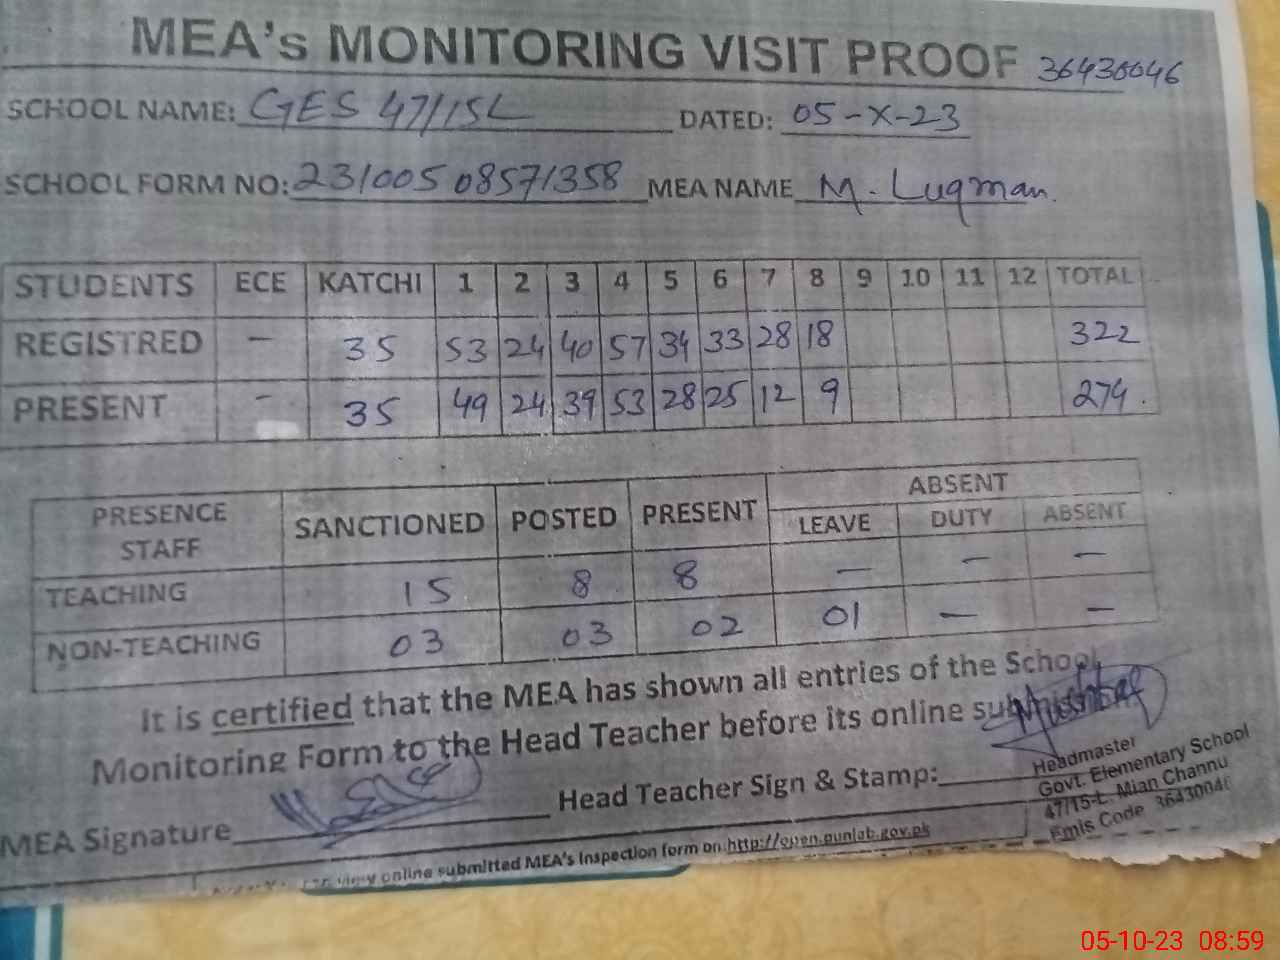 MEA's MONITORING VISIT PROOF 36430046
SCHOOL NAME: GES 47/15L DATED: 05-X-23
SCHOOL FORM NO: 231005 08571358 MEA NAME M. Luqman.
STUDENTS ECE KATCHI 1 2 3 4 5 6 7 8 9 10 11 12 TOTAL
REGISTRED - 35 53 24 40 57 34 33 28 18 322
PRESENT - 35 49 24 39 53 28 25 12 9 274.
ABSENT
PRESENCE STAFF SANCTIONED POSTED PRESENT LEAVE DUTY ABSENT
TEACHING 15 8 8 - - -
NON-TEACHING 03 03 02 01 - -
It is certified that the MEA has shown all entries of the School
Monitoring Form to the Head Teacher before its online
Head Teacher Sign & Stamp:
Headmaster
Govt. Elementary School
47/15-L. Mian Channu
Emis Code 36430046
MEA Signature
view online submitted MEA's Inspection form on http://open.punjab.gov.pk
05-10-23 08:59